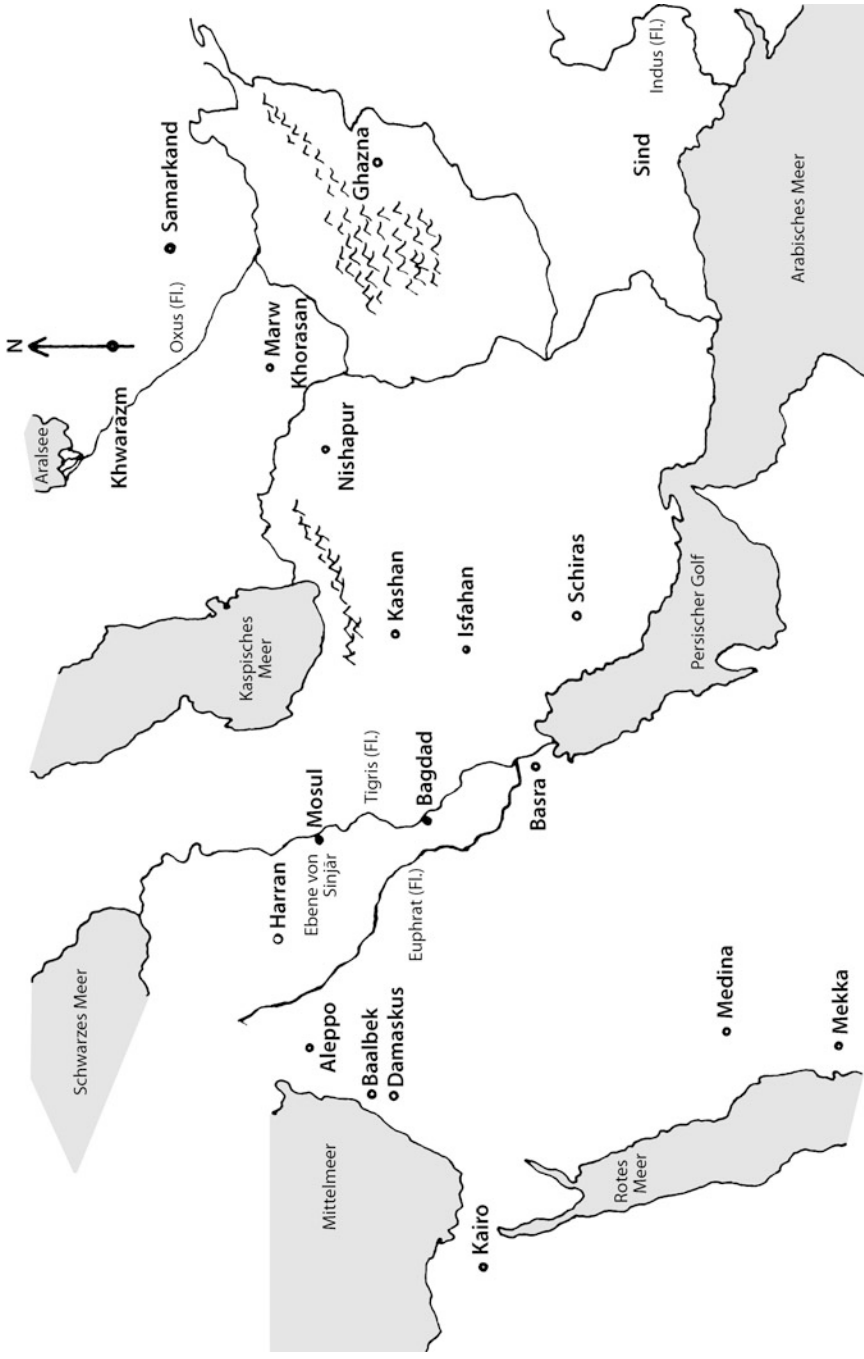 N
Aralsee
Schwarzes Meer
Khwarazm
Oxus (Fl.)
Samarkand
Kaspisches
Meer
Harran
Mosul
Marw
Khorasan
Ebene von
Sinjär
Aleppo
Nishapur
Mittelmeer
Baalbek
Tigris (Fl.)
Ghazna
Damaskus
Kashan
Euphrat (Fl.)
Bagdad
Isfahan
Kairo
Basra
Schiras
Sind
Indus (Fl.)
Rotes
Meer
Persischer Golf
Medina
Arabisches Meer
Mekka